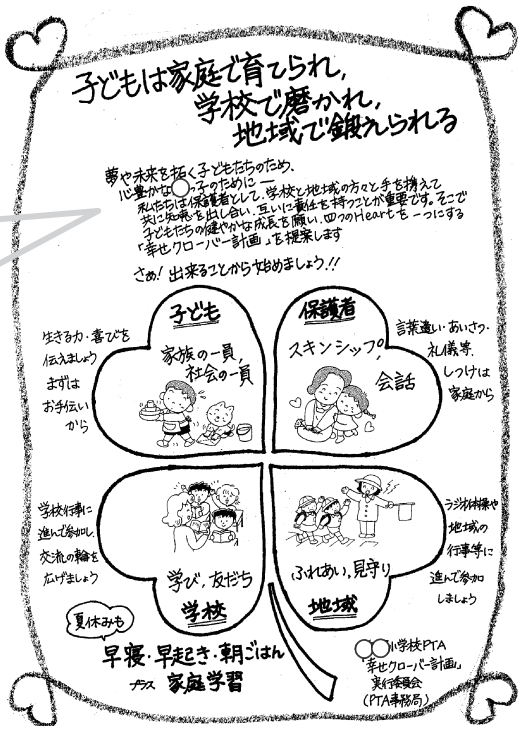 子どもは家庭で育てられ,
学校で磨かれ,
地域で鍛えられる
夢や未来を拓く子どもたちのため、
心豊かな◯っ子のために―
私たちは保護者として、学校と地域の方々と手を携えて
共に知恵を出し合い、互いに責任を持つことが重要です。そこで
子どもたちの健やかな成長を願い、四つのHeartを一つにする
「幸せクローバー計画」を提案します
さぁ!出来ることから始めましょう!!
子ども
家族の一員,
社会の一員
生きる力・喜びを
伝えましょう
まずは
お手伝い
から
保護者
スキンシップ,
会話
言葉遣い・あいさつ・
礼儀等、
しつけは
家庭から
学校行事に
進んで参加し、
交流の輪を
広げましょう
学び,友だち
学校
ふれあい,見守り
地域
ラジオ体操や
地域の
行事等に
進んで参加
しましょう
夏休みも
早寝・早起き・朝ごはん
プラス 家庭学習
◯◯小学校PTA
「幸せクローバー計画」
実行委員会
(PTA事務局)